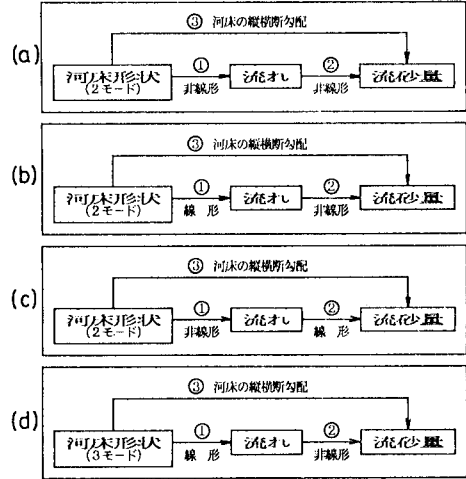 ③ 河床の縦横断勾配
(a)
河床形状 ① 流れ ② 流砂量
(2モード) 非線形 非線形
③ 河床の縦横断勾配
(b)
河床形状 ① 流れ ② 流砂量
(2モード) 線 形 非線形
③ 河床の縦横断勾配
(c)
河床形状 ① 流れ ② 流砂量
(2モード) 非線形 線 形
③ 河床の縦横断勾配
(d)
河床形状 ① 流れ ② 流砂量
(3モード) 線 形 非線形